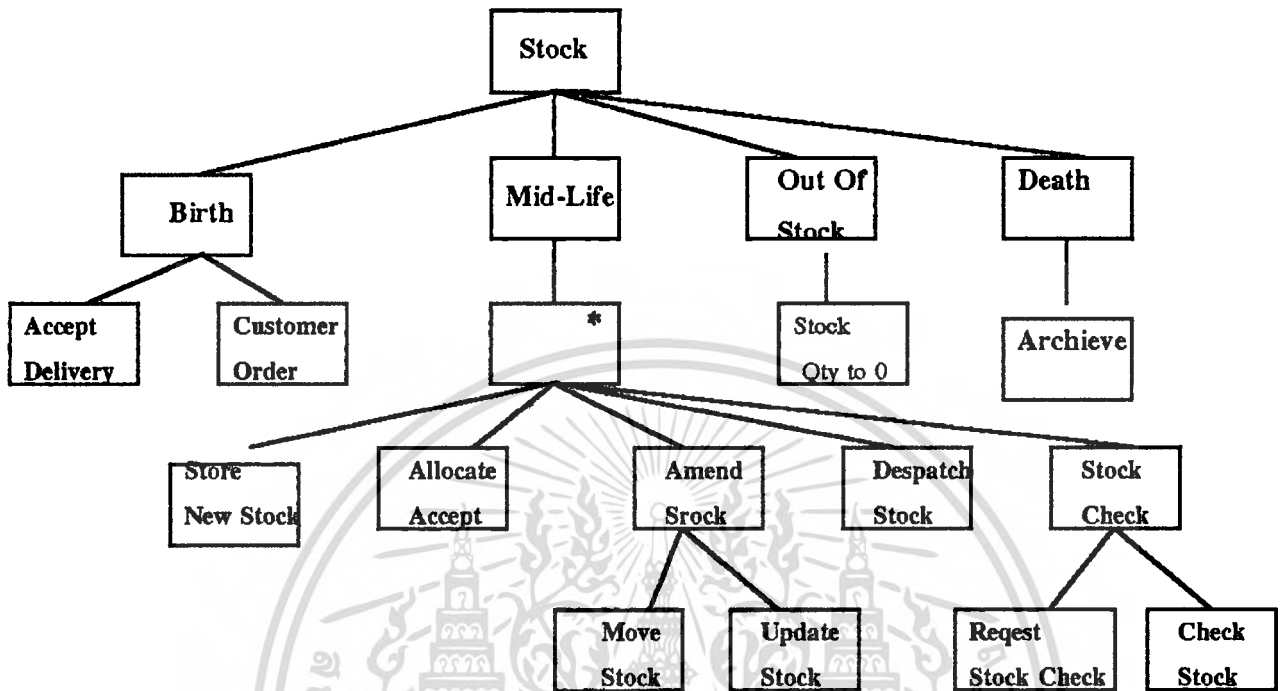 Stock
Birth
Mid-Life
Out Of
Stock
Death
Accept
Delivery
Customer
Order
*
Stock
Qty to 0
Archieve
Store
New Stock
Allocate
Accept
Amend
Srock
Despatch
Stock
Stock
Check
Move
Stock
Update
Stock
Reqest
Stock Check
Check
Stock